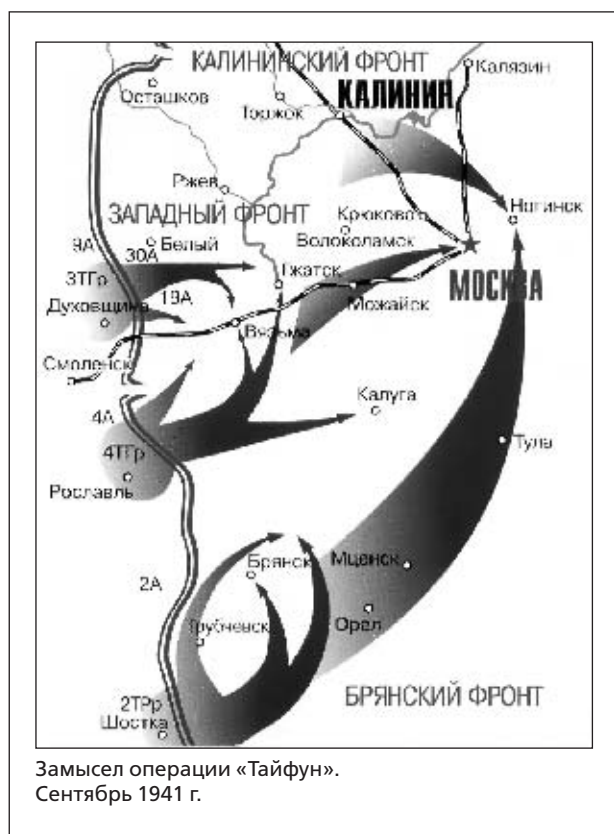 КАЛИНИНСКИЙ ФРОНТ
Калязин
Осташков
Торжок
КАЛИНИН
Ржев
ЗАПАДНЫЙ ФРОНТ
Крюково
Ногинск
9А
30А
Белый
Волоколамск
3ТГр
Гжатск
МОСКВА
19А
Духовщина
Можайск
Вязьма
Смоленск
Калуга
4А
4ТГр
Тула
Рославль
Брянск
Мценск
2А
Трубчевск
Орел
БРЯНСКИЙ ФРОНТ
2ТРр
Шостка
Замысел операции «Тайфун».
Сентябрь 1941 г.